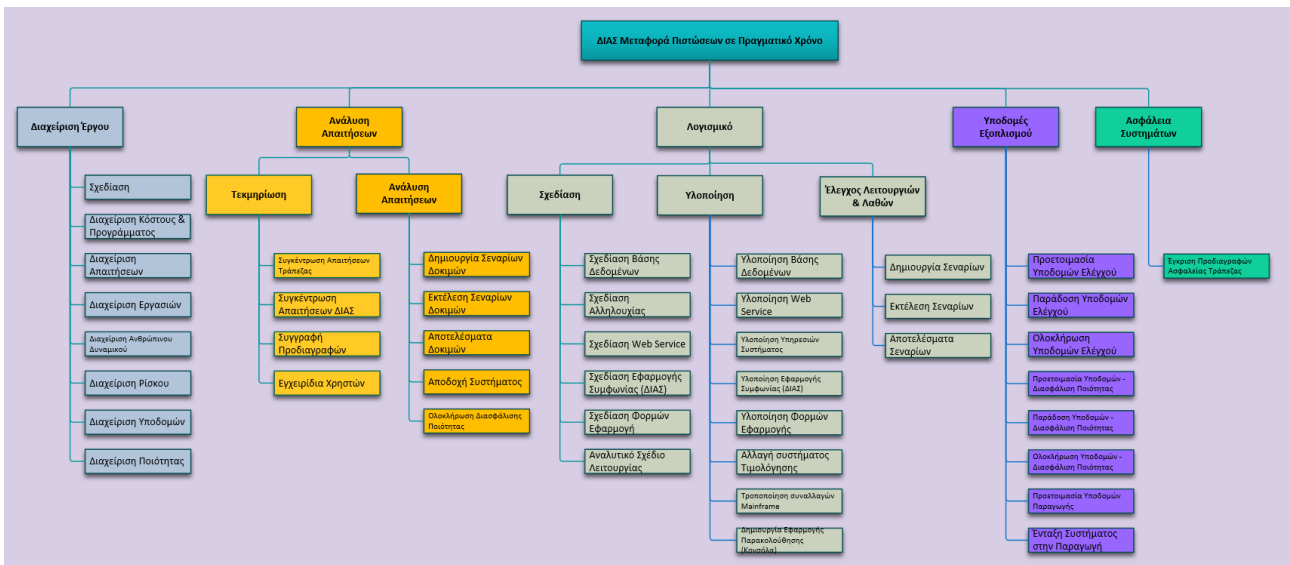 ΔΙΑΣ Μεταφορά Πιστώσεων σε Πραγματικό Χρόνο
Διαχείριση Έργου
Σχεδίαση
Διαχείριση Κόστους &
Προγράμματος
Διαχείριση
Απαιτήσεων
Διαχείριση Εργασιών
Διαχείριση Ανθρώπινου
Δυναμικού
Διαχείριση Ρίσκου
Διαχείριση Υποδομών
Διαχείριση Ποιότητας
Ανάλυση
Απαιτήσεων
Τεκμηρίωση
Συγκέντρωση Απαιτήσεων
Τράπεζας
Συγκέντρωση
Απαιτήσεων ΔΙΑΣ
Συγγραφή
Προδιαγραφών
Εγχειρίδια Χρηστών
Ανάλυση
Απαιτήσεων
Δημιουργία Σεναρίων
Δοκιμών
Εκτέλεση Σεναρίων
Δοκιμών
Αποτελέσματα
Δοκιμών
Αποδοχή Συστήματος
Ολοκλήρωση Διασφάλισης
Ποιότητας
Λογισμικό
Σχεδίαση
Σχεδίαση Βάσης
Δεδομένων
Σχεδίαση
Αλληλουχίας
Σχεδίαση Web Service
Σχεδίαση Εφαρμογής
Συμφωνίας (ΔΙΑΣ)
Σχεδίαση Φορμών
Εφαρμογή
Αναλυτικό Σχέδιο
Λειτουργίας
Υλοποίηση
Υλοποίηση Βάσης
Δεδομένων
Υλοποίηση Web
Service
Υλοποίηση Υπηρεσιών
Συστήματος
Υλοποίηση Εφαρμογής
Συμφωνίας (ΔΙΑΣ)
Υλοποίηση Φορμών
Εφαρμογής
Αλλαγή συστήματος
Τιμολόγησης
Τροποποίηση συναλλαγών
Mainframe
Δημιουργία Εφαρμογής
Παρακολούθησης
(Κονσόλα)
Έλεγχος Λειτουργιών
& Λαθών
Δημιουργία Σεναρίων
Εκτέλεση Σεναρίων
Αποτελέσματα
Σεναρίων
Υποδομές
Εξοπλισμού
Προετοιμασία
Υποδομών Ελέγχού
Παράδοση Υποδομών
Ελέγχού
Ολοκλήρωση
Υποδομών Ελέγχού
Προετοιμασία Υποδομών -
Διασφάλιση Ποιότητας
Παράδοση Υποδομών -
Διασφάλιση Ποιότητας
Ολοκλήρωση Υποδομών -
Διασφάλιση Ποιότητας
Προετοιμασία Υποδομών
Παραγωγής
Ένταξη Συστήματος
στην Παραγωγή
Ασφάλεια
Συστημάτων
Έγκριση Προδιαγραφών
Ασφαλείας Τράπεζας